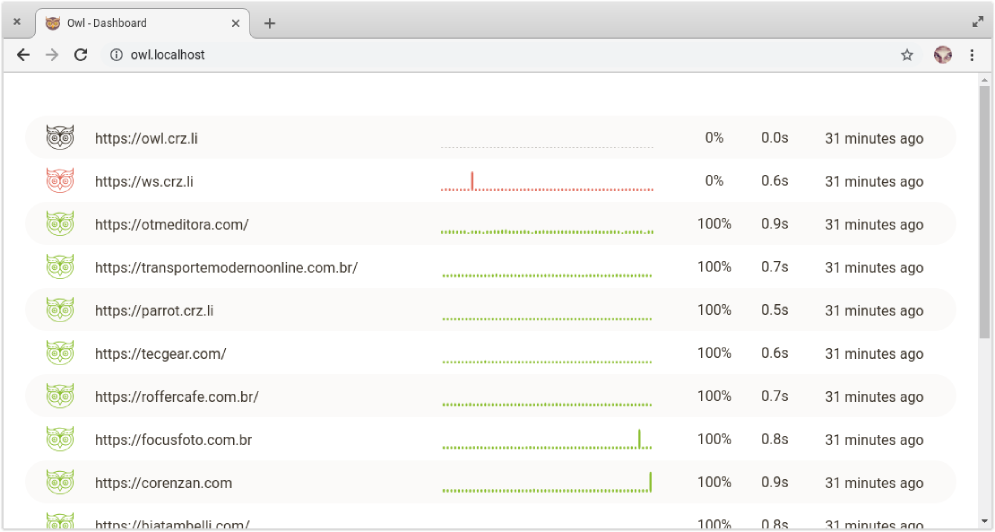 Owl - Dashboard
owl.localhost
https://owl.crz.li 0% 0.0s 31 minutes ago
https://ws.crz.li 0% 0.6s 31 minutes ago
https://otmeditora.com/ 100% 0.9s 31 minutes ago
https://transportemodernoonline.com.br/ 100% 0.7s 31 minutes ago
https://parrot.crz.li 100% 0.5s 31 minutes ago
https://tecgear.com/ 100% 0.6s 31 minutes ago
https://roffercafe.com.br/ 100% 0.7s 31 minutes ago
https://focusfoto.com.br 100% 0.8s 31 minutes ago
https://corenzan.com 100% 0.9s 31 minutes ago
https://biatambelli.com/ 100% 0.8s 31 minutes ago